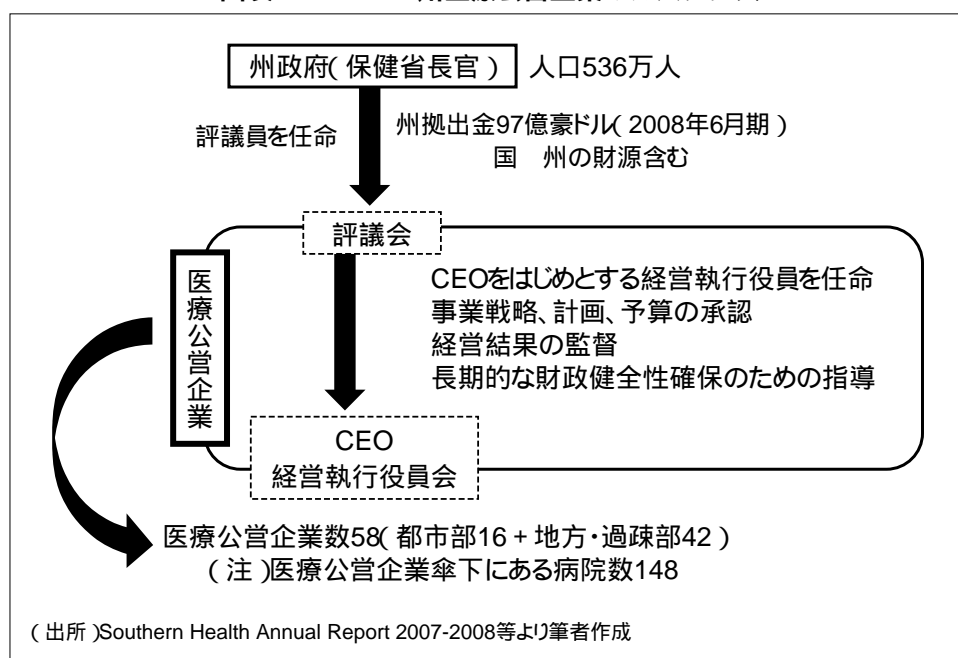 州政府（保健省長官） 人口536万人
評議員を任命
州拠出金97億豪ドル（2008年6月期）
国 州の財源含む
評議会
医療公営企業
CEOをはじめとする経営執行役員を任命
事業戦略、計画、予算の承認
経営結果の監督
長期的な財政健全性確保のための指導
CEO
経営執行役員会
医療公営企業数58（都市部16＋地方・過疎部42）
（注）医療公営企業傘下にある病院数148
（出所）Southern Health Annual Report 2007-2008等より筆者作成